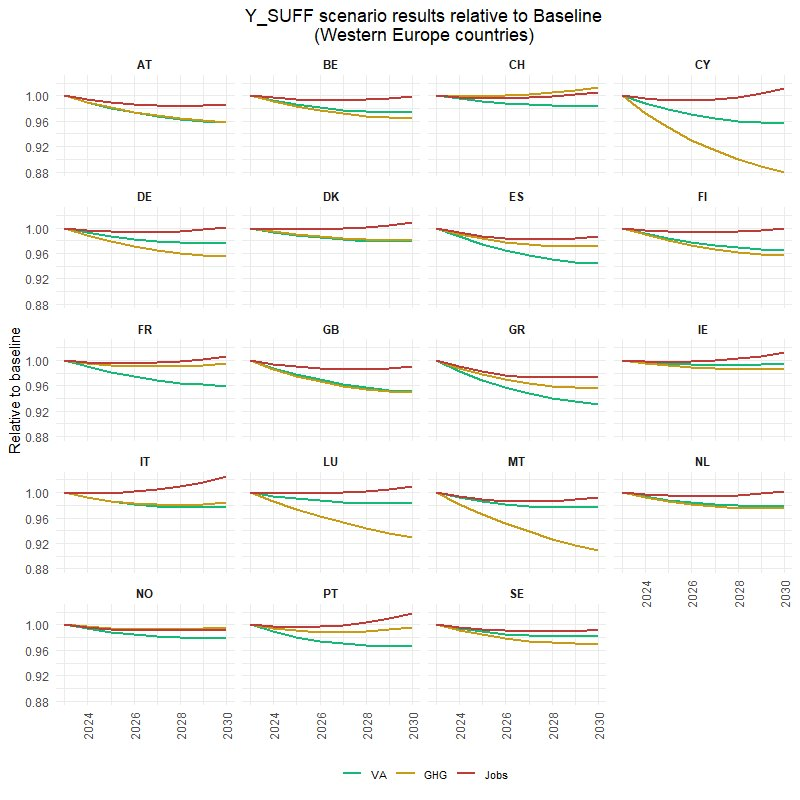 Y_SUFF scenario results relative to Baseline
(Western Europe countries)
AT
BE
CH
CY
1.00
0.96
0.92
0.88
DE
DK
ES
FI
1.00
0.96
0.92
0.88
FR
GB
GR
IE
1.00
0.96
0.92
0.88
Relative to baseline
IT
LU
MT
NL
1.00
0.96
0.92
0.88
2024
2026
2028
2030
NO
PT
SE
1.00
0.96
0.92
0.88
2024
2026
2028
2030
2024
2026
2028
2030
2024
2026
2028
2030
VA
GHG
Jobs